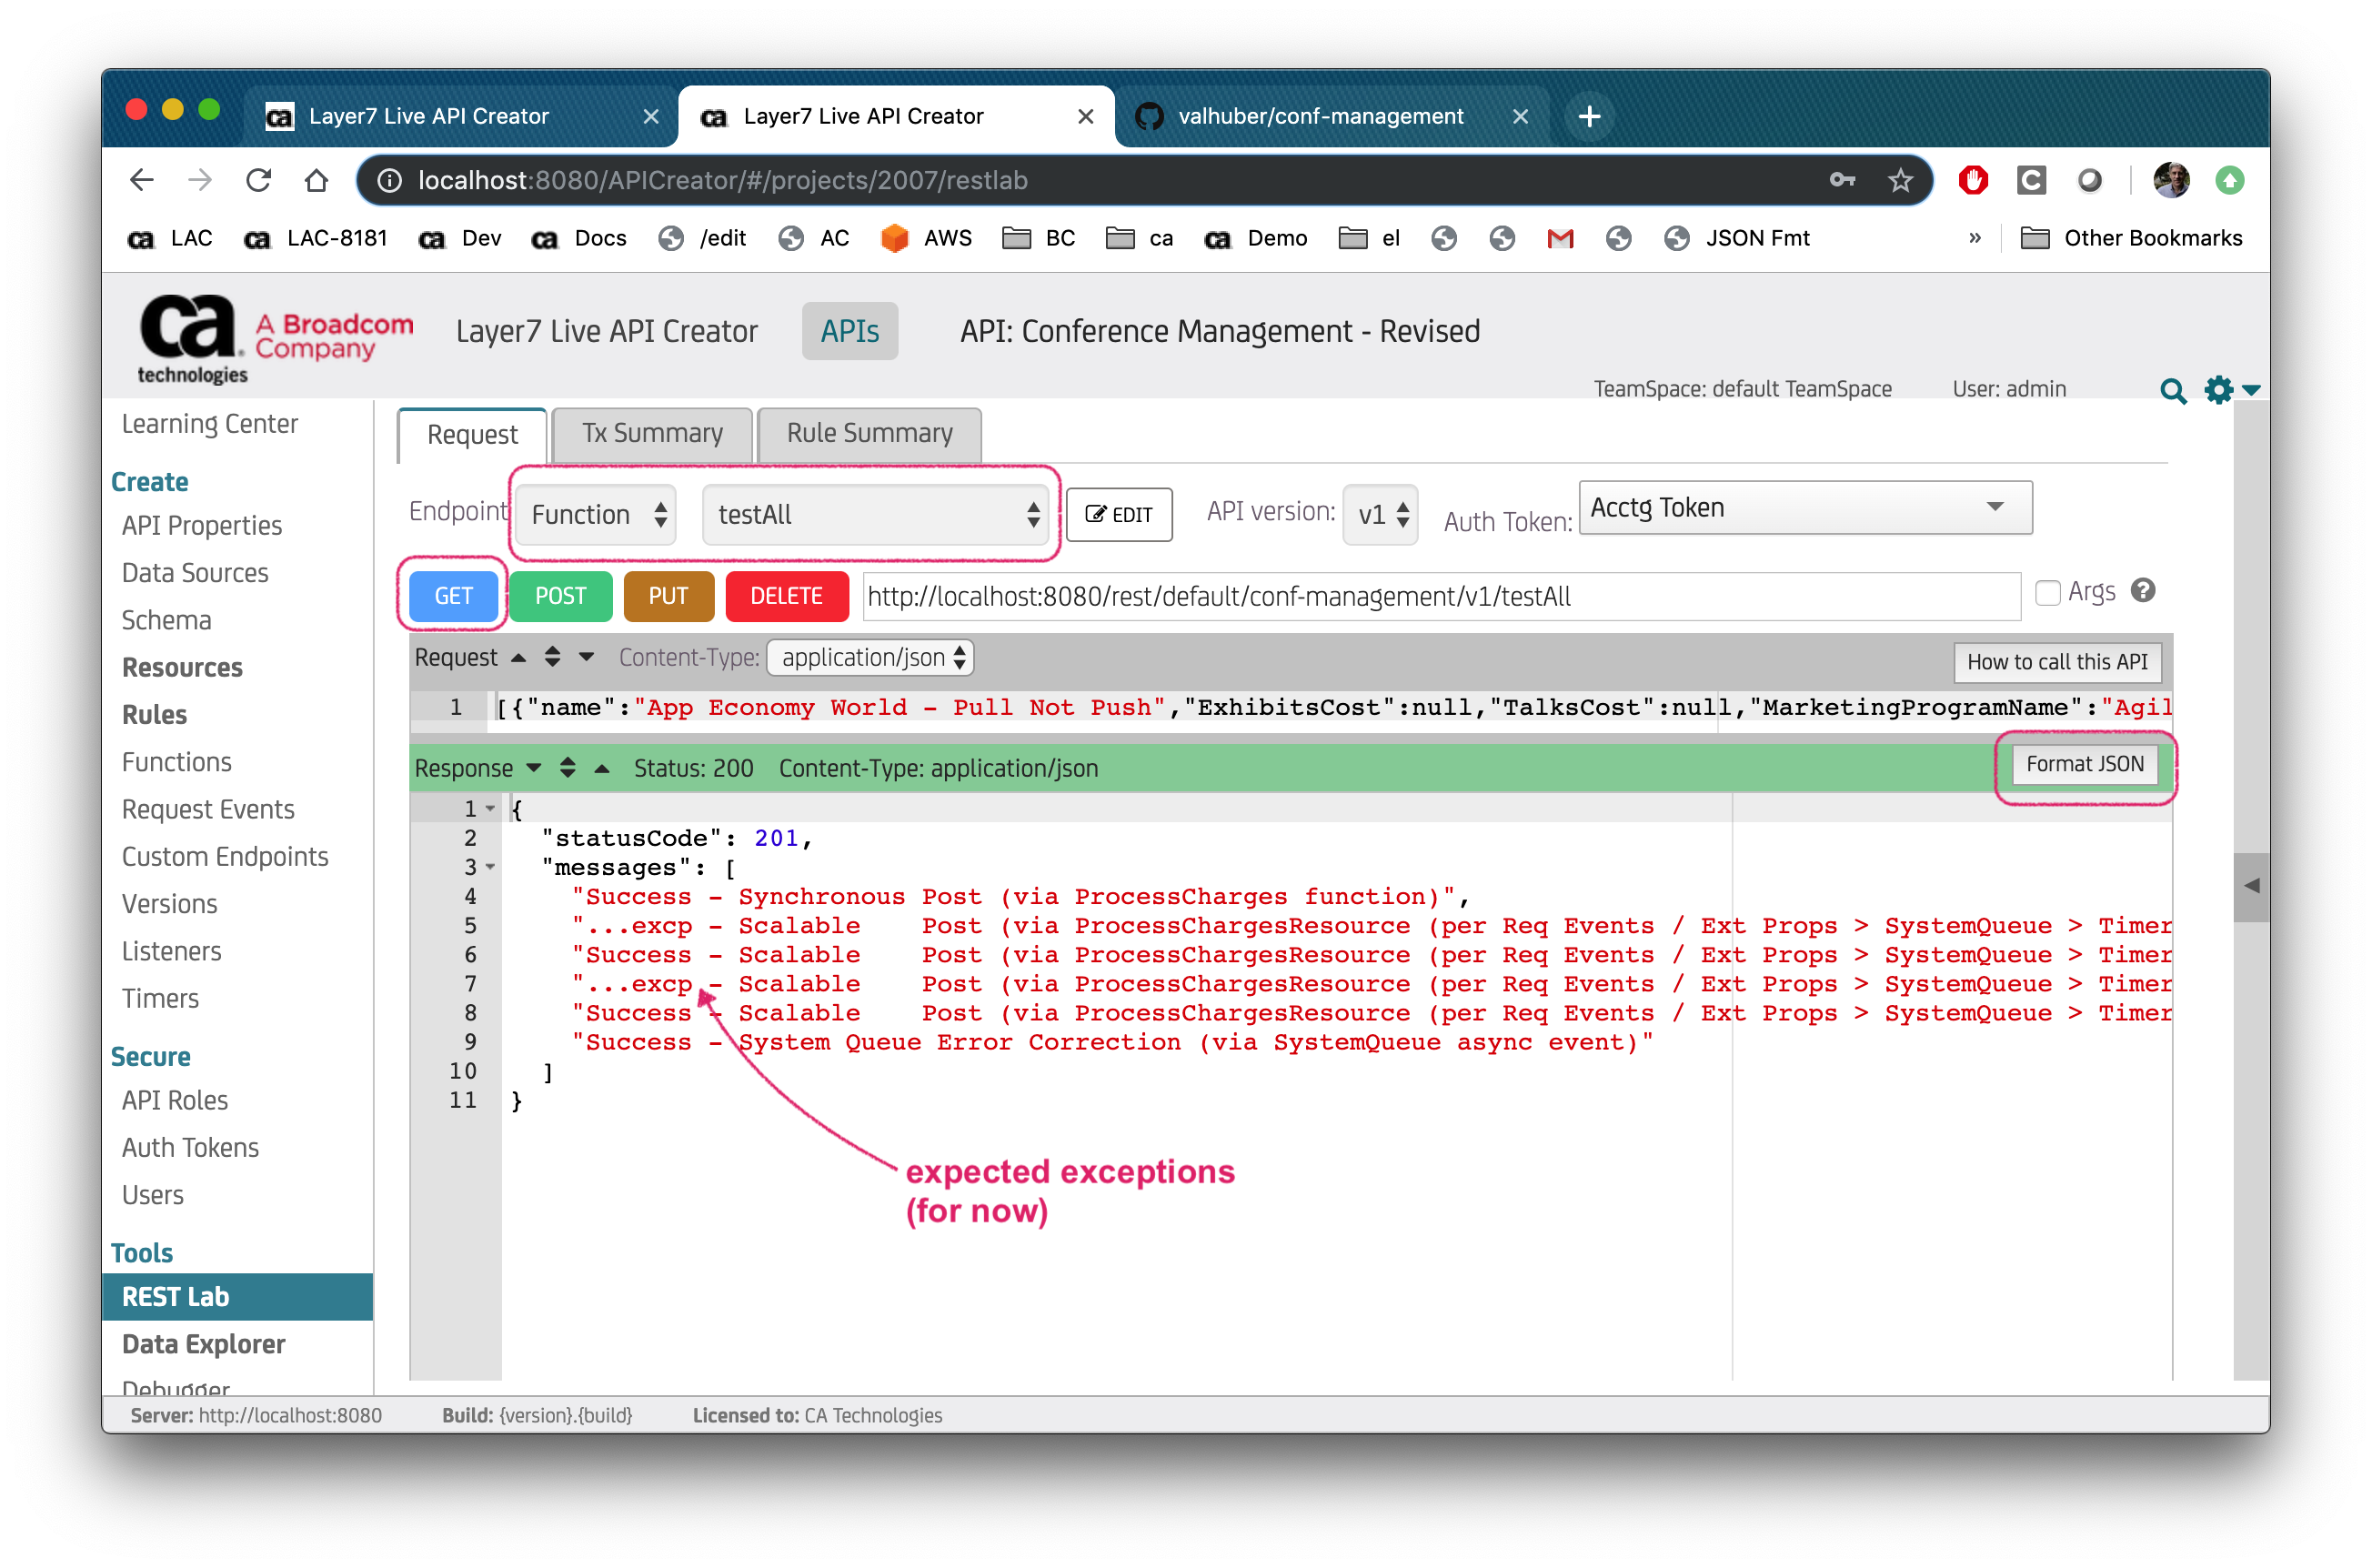 Layer7 Live API Creator
Layer7 Live API Creator
valhuber/conf-management
localhost:8080/APICreator/#/projects/2007/restlab
ca LAC ca LAC-8181 ca Dev ca Docs /edit AC AWS BC ca ca Demo el JSON Fmt » Other Bookmarks
ca technologies A Broadcom Company
Layer7 Live API Creator APIs API: Conference Management - Revised
TeamSpace: default TeamSpace User: admin
Learning Center
Create
API Properties
Data Sources
Schema
Resources
Rules
Functions
Request Events
Custom Endpoints
Versions
Listeners
Timers
Secure
API Roles
Auth Tokens
Users
Tools
REST Lab
Data Explorer
Debugger
Request Tx Summary Rule Summary
Endpoint Function testAll EDIT API version: v1 Auth Token: Acctg Token
GET POST PUT DELETE http://localhost:8080/rest/default/conf-management/v1/testAll Args ?
Request Content-Type: application/json How to call this API
1 [{"name":"App Economy World - Pull Not Push","ExhibitsCost":null,"TalksCost":null,"MarketingProgramName":"Agil
Response Status: 200 Content-Type: application/json Format JSON
1 {
2 "statusCode": 201,
3 "messages": [
4 "Success - Synchronous Post (via ProcessCharges function)",
5 "...excp - Scalable Post (via ProcessChargesResource (per Req Events / Ext Props > SystemQueue > Timer
6 "Success - Scalable Post (via ProcessChargesResource (per Req Events / Ext Props > SystemQueue > Timer
7 "...excp - Scalable Post (via ProcessChargesResource (per Req Events / Ext Props > SystemQueue > Timer
8 "Success - Scalable Post (via ProcessChargesResource (per Req Events / Ext Props > SystemQueue > Timer
9 "Success - System Queue Error Correction (via SystemQueue async event)"
10 ]
11 }
expected exceptions
(for now)
Server: http://localhost:8080 Build: {version}.{build} Licensed to: CA Technologies